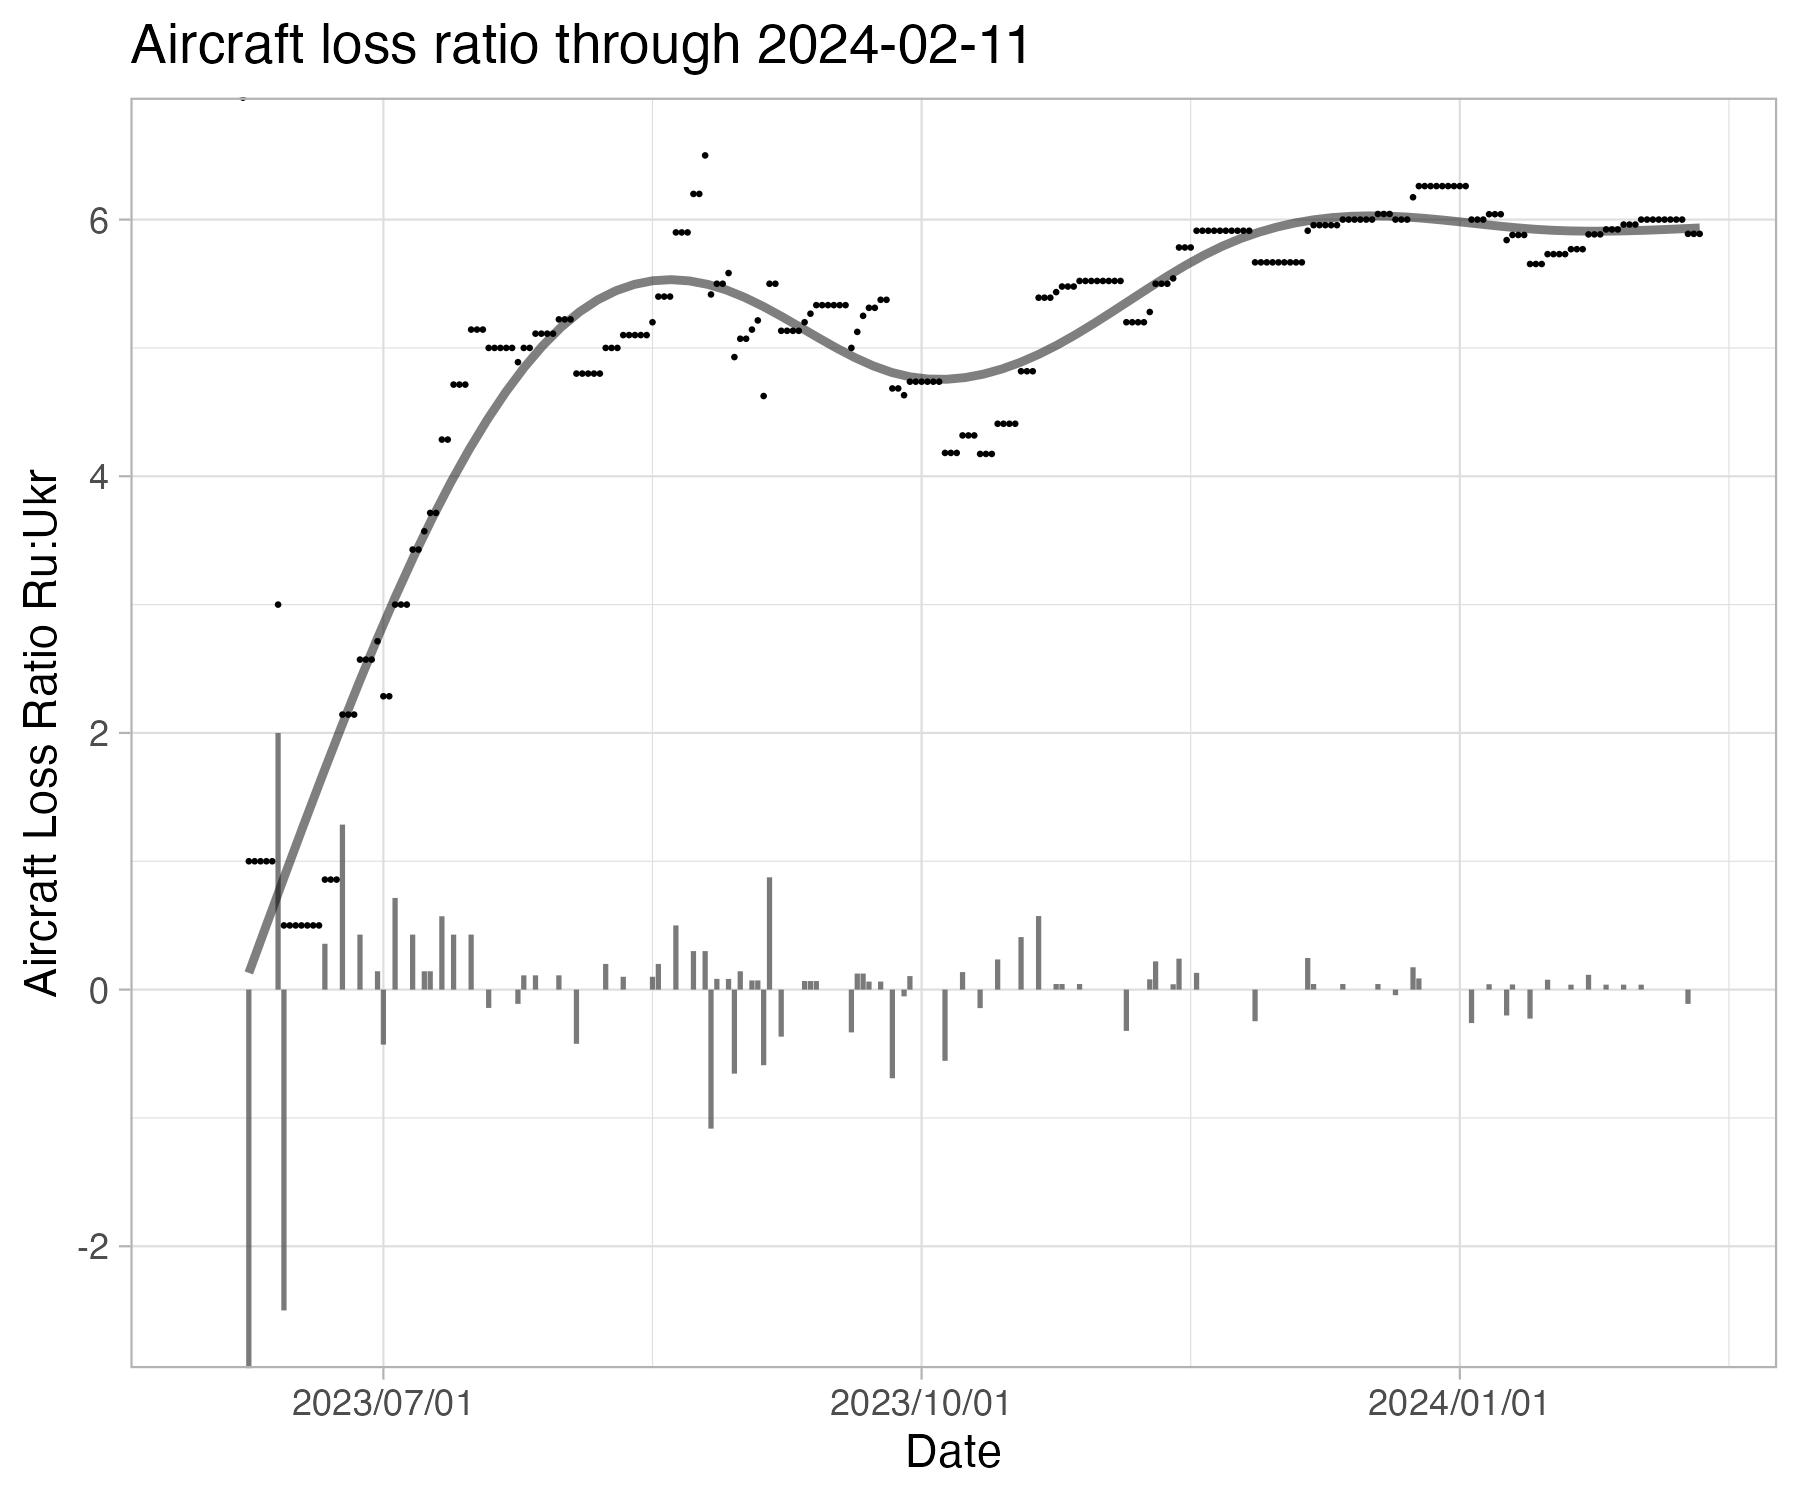 Aircraft loss ratio through 2024-02-11
Aircraft Loss Ratio Ru:Ukr
6
4
2
0
-2
2023/07/01
2023/10/01
2024/01/01
Date